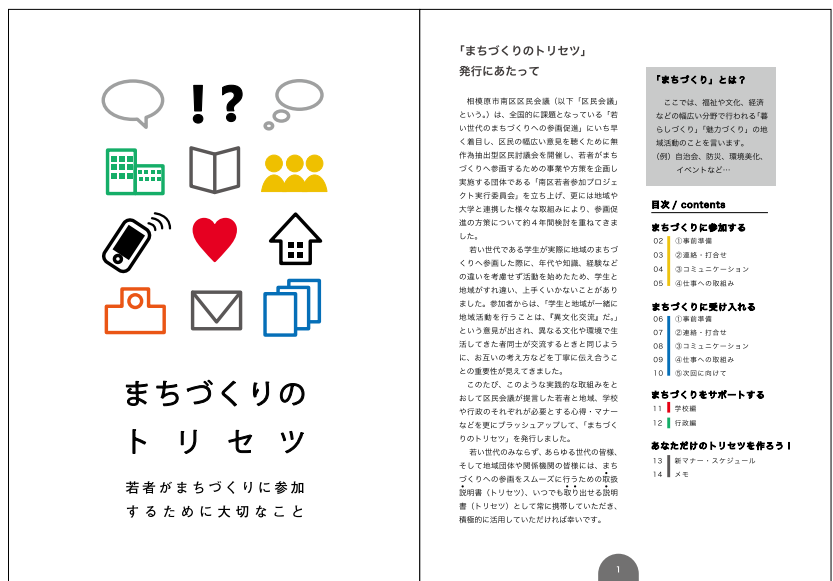 !?
まちづくりの
トリセツ
若者がまちづくりに参加
するために大切なこと
「まちづくりのトリセツ」
発行にあたって
相模原市南区区民会議（以下「区民会議」
という。）は、全国的に課題となっている「若
い世代のまちづくりへの参画促進」にいち早
く着目し、区民の幅広い意見を聴くために無
作為抽出型区民討議会を開催し、若者がまち
づくりへ参画するための事業や方策を企画し
実施する団体である「南区若者参加プロジェ
クト実行委員会」を立ち上げ、更には地域や
大学と連携した様々な取組みにより、参画促
進の方策について約４年間検討を重ねてきま
した。
若い世代である学生が実際に地域のまちづ
くりへ参画した際に、年代や知識、経験など
の違いを考慮せず活動を始めたため、学生と
地域がすれ違い、上手くいかないことがあり
ました。参加者からは、「学生と地域が一緒に
地域活動を行うことは、『異文化交流』だ。」
という意見が出され、異なる文化や環境で生
活してきた者同士が交流するときと同じよう
に、お互いの考え方などを丁寧に伝え合うこ
との重要性が見えてきました。
このたび、このような実践的な取組みをと
おして区民会議が提言した若者と地域、学校
や行政のそれぞれが必要とする心得・マナー
などを更にブラッシュアップして、「まちづく
りのトリセツ」を発行しました。
若い世代のみならず、あらゆる世代の皆様、
そして地域団体や関係機関の皆様には、まち
づくりへの参画をスムーズに行うための取扱
説明書（トリセツ）、いつでも取り出せる説明
書（トリセツ）として常に携帯していただき、
積極的に活用していただければ幸いです。
「まちづくり」とは？
ここでは、福祉や文化、経済
などの幅広い分野で行われる「暮
らしづくり」「魅力づくり」の地
域活動のことを言います。
（例）自治会、防災、環境美化、
イベントなど…
目次 / contents
まちづくりに参加する
02 ①事前準備
03 ②連絡・打合せ
04 ③コミュニケーション
05 ④仕事への取組み
まちづくりに受け入れる
06 ①事前準備
07 ②連絡・打合せ
08 ③コミュニケーション
09 ④仕事への取組み
10 ⑤次回に向けて
まちづくりをサポートする
11 学校編
12 行政編
あなただけのトリセツを作ろう！
13 新マナー・スケジュール
14 メモ
1